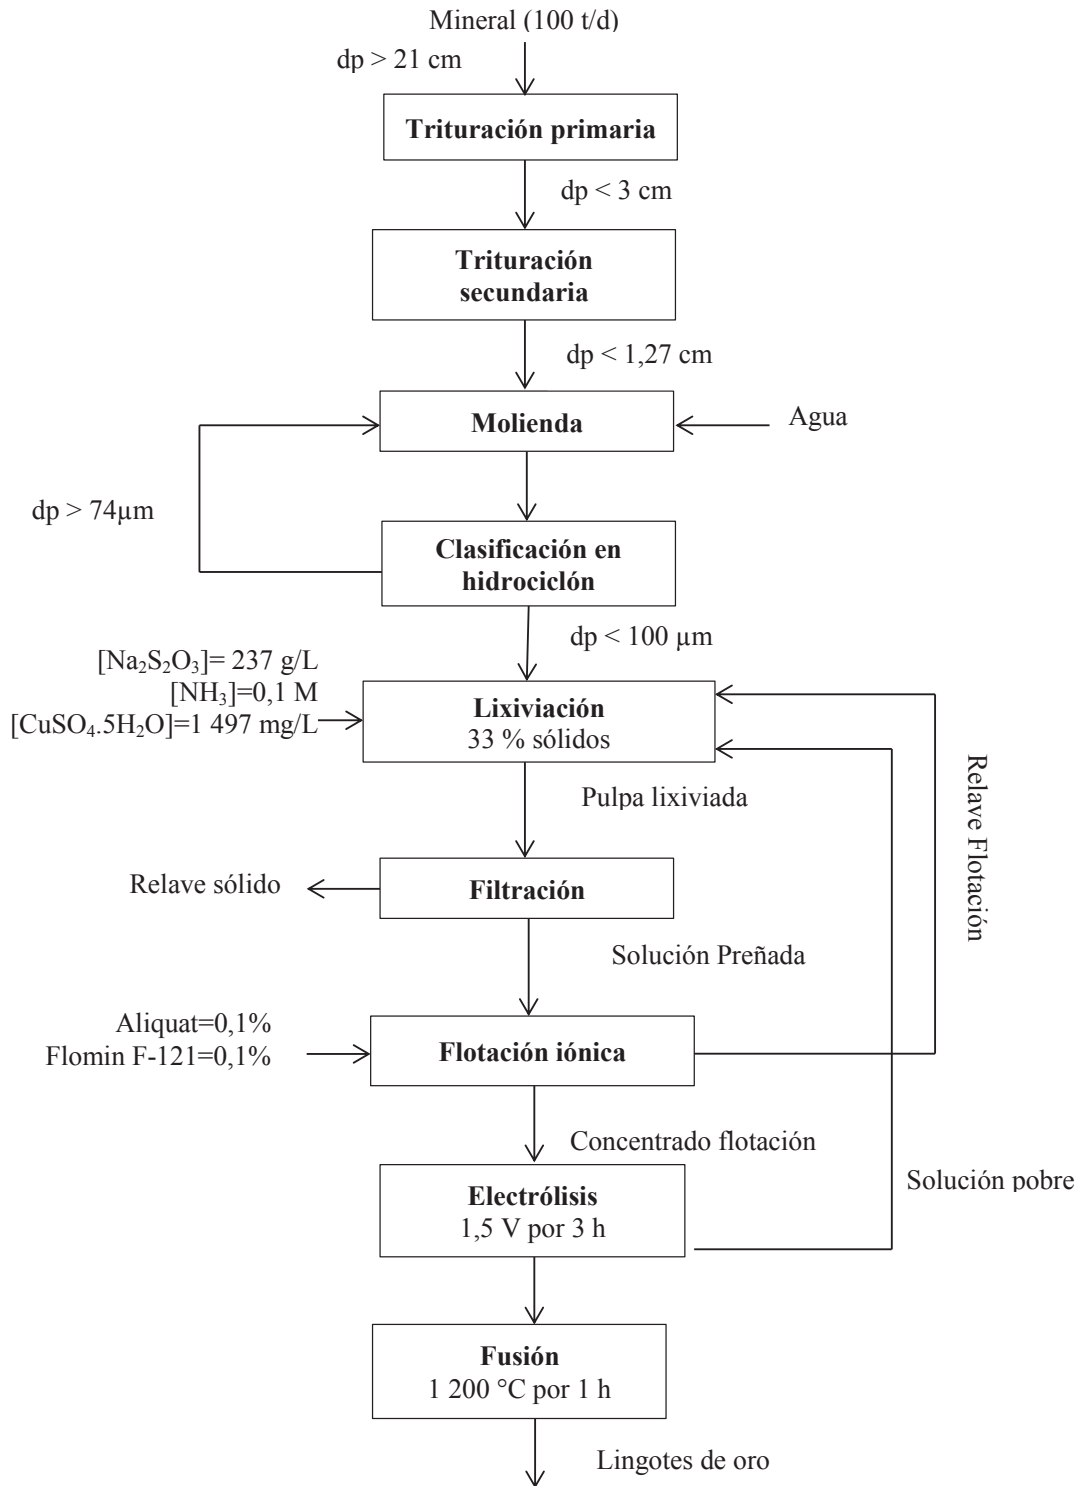 Mineral (100 t/d)
dp > 21 cm
Trituración primaria
dp < 3 cm
Trituración
secundaria
dp < 1,27 cm
Molienda
Agua
dp > 74µm
Clasificación en
hidrociclón
dp < 100 µm
[Na₂S₂O₃]= 237 g/L
[NH₃]=0,1 M
[CuSO₄.5H₂O]=1 497 mg/L
Lixiviación
33 % sólidos
Pulpa lixiviada
Relave Flotación
Relave sólido
Filtración
Solución Preñada
Aliquat=0,1%
Flomin F-121=0,1%
Flotación iónica
Concentrado flotación
Electrólisis
1,5 V por 3 h
Solución pobre
Fusión
1 200 °C por 1 h
Lingotes de oro